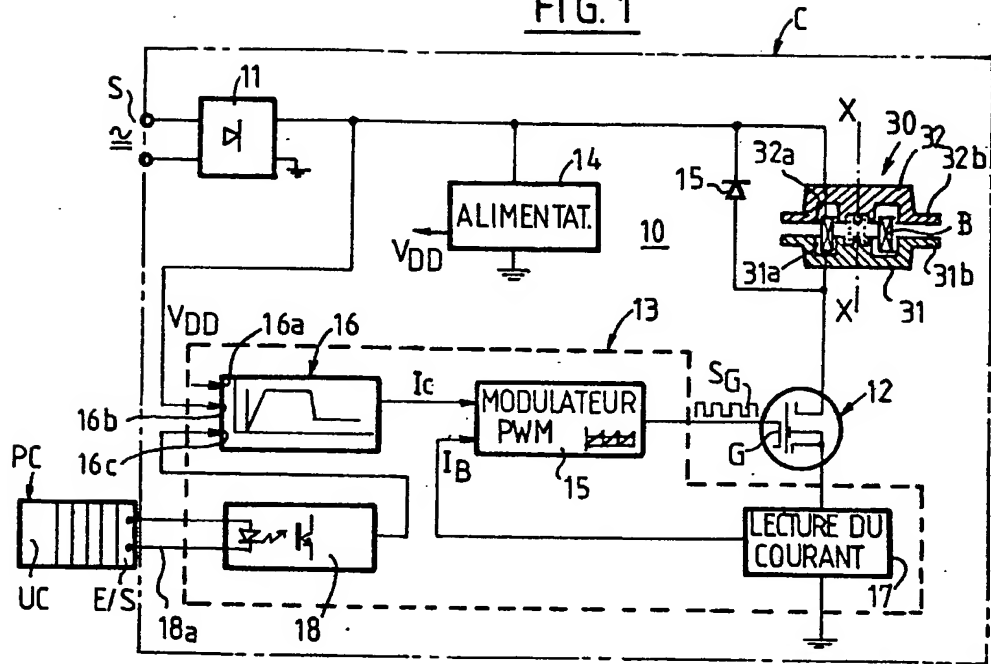 FIG. 1
C
S
11
X
30
32
32a
32b
14
15
ALIMENTAT.
10
B
VDD
31a
31b
X
31
VDD
16a
16
13
Ic
SG
12
MODULATEUR
PWM
16b
IB
G
PC
16c
15
LECTURE DU
COURANT
UC
E/S
18a
18
17